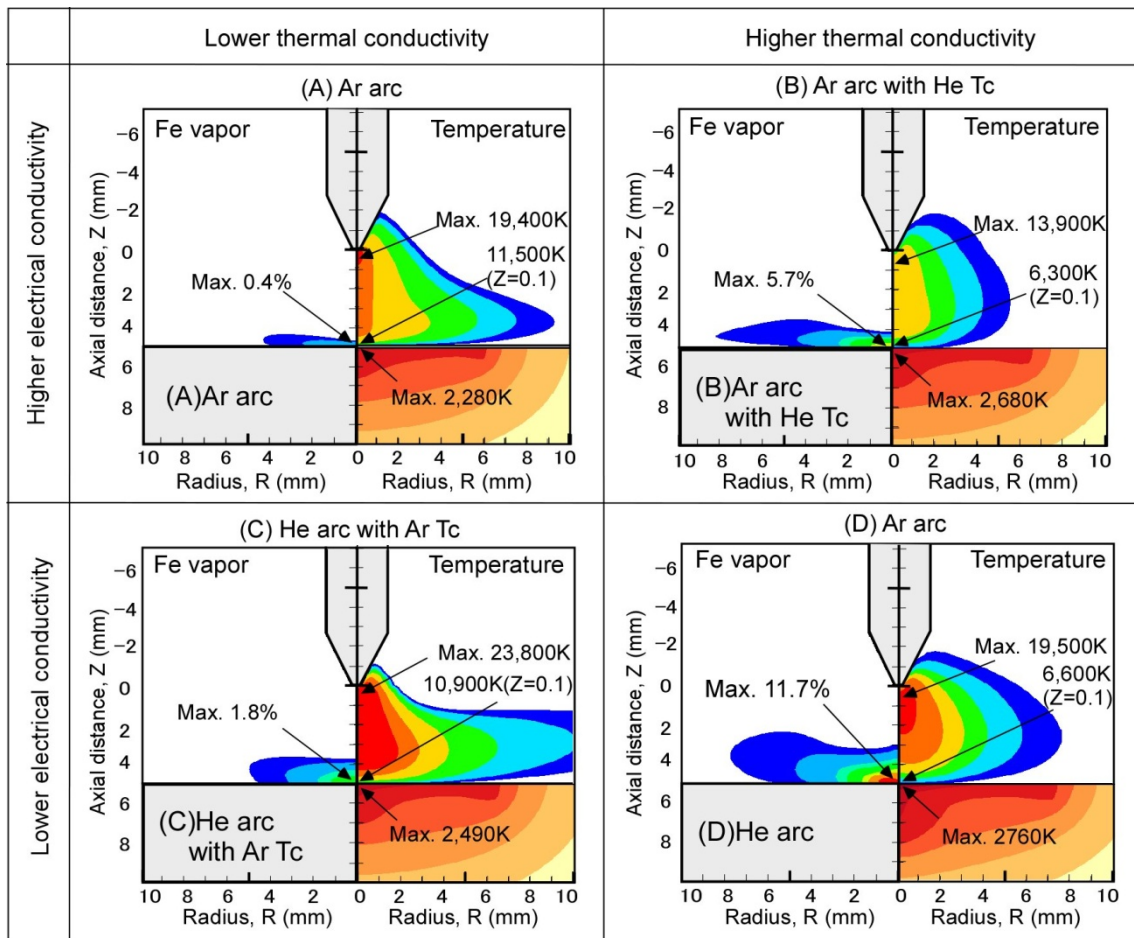 Lower thermal conductivity
Higher thermal conductivity
Higher electrical conductivity
(A) Ar arc
Fe vapor
Temperature
Axial distance, Z (mm)
−6
−4
−2
0
2
4
6
8
Max. 19,400K
11,500K
(Z=0.1)
Max. 0.4%
(A)Ar arc
Max. 2,280K
10 8 6 4 2 0 2 4 6 8 10
Radius, R (mm)
Radius, R (mm)
(B) Ar arc with He Tc
Fe vapor
Temperature
Axial distance, Z (mm)
−6
−4
−2
0
2
4
6
8
Max. 13,900K
6,300K
(Z=0.1)
Max. 5.7%
(B)Ar arc
with He Tc
Max. 2,680K
10 8 6 4 2 0 2 4 6 8 10
Radius, R (mm)
Radius, R (mm)
Lower electrical conductivity
(C) He arc with Ar Tc
Fe vapor
Temperature
Axial distance, Z (mm)
−6
−4
−2
0
2
4
6
8
Max. 23,800K
10,900K(Z=0.1)
Max. 1.8%
(C)He arc
with Ar Tc
Max. 2,490K
10 8 6 4 2 0 2 4 6 8 10
Radius, R (mm)
Radius, R (mm)
(D) Ar arc
Fe vapor
Temperature
Axial distance, Z (mm)
−6
−4
−2
0
2
4
6
8
Max. 19,500K
6,600K
(Z=0.1)
Max. 11.7%
(D)He arc
Max. 2760K
10 8 6 4 2 0 2 4 6 8 10
Radius, R (mm)
Radius, R (mm)